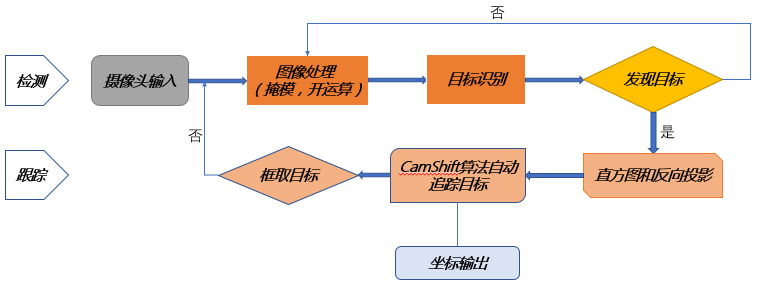 否
检测
摄像头输入
图像处理
（掩模，开运算）
目标识别
发现目标
否
是
跟踪
框取目标
CamShift算法自动
追踪目标
直方图和反向投影
坐标输出